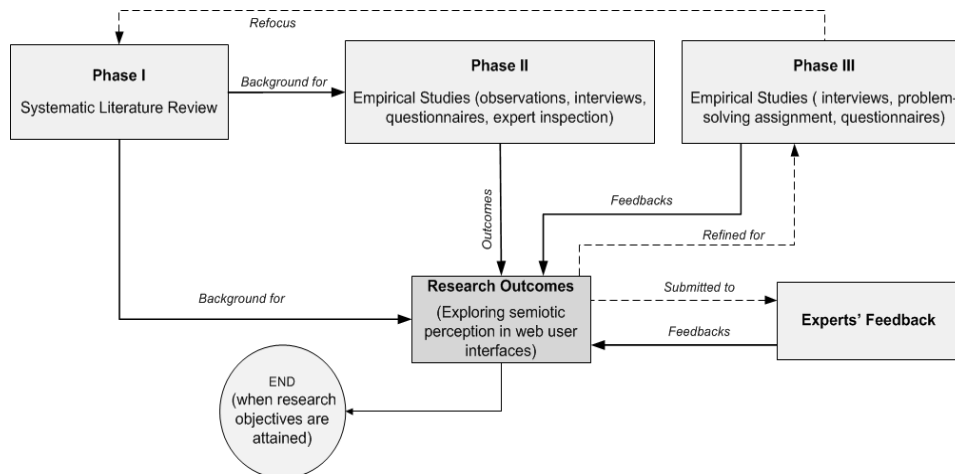 Refocus
Phase I
Systematic Literature Review
Background for
Phase II
Empirical Studies (observations, interviews,
questionnaires, expert inspection)
Phase III
Empirical Studies ( interviews, problem-
solving assignment, questionnaires)
Outcomes
Feedbacks
Refined for
Background for
Research Outcomes
(Exploring semiotic
perception in web user
interfaces)
Submitted to
Feedbacks
Experts’ Feedback
END
(when research
objectives are
attained)